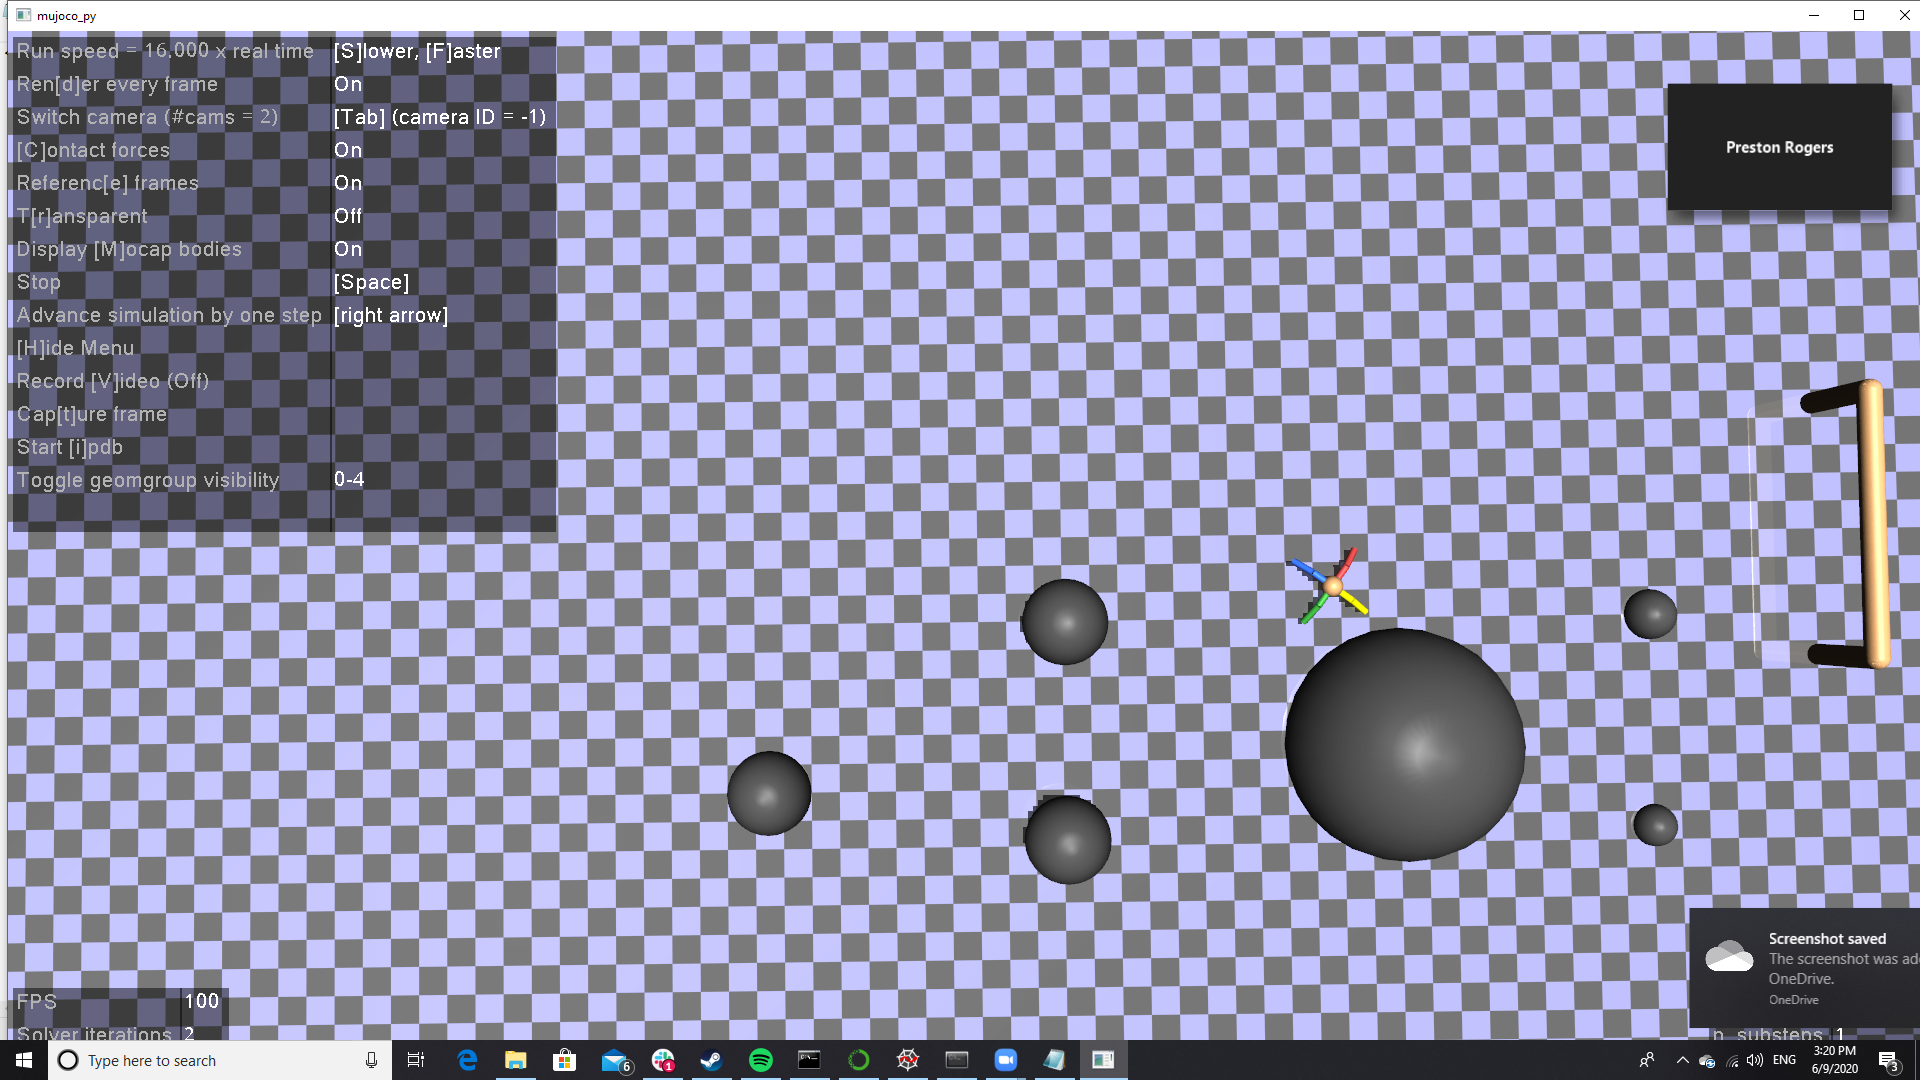 mujoco_py
Run speed = 16.000 x real time [S]lower, [F]aster
Ren[d]er every frame On
Switch camera (#cams = 2) [Tab] (camera ID = -1)
[C]ontact forces On
Referenc[e] frames On
T[r]ansparent Off
Display [M]ocap bodies On
Stop [Space]
Advance simulation by one step [right arrow]
[H]ide Menu
Record [V]ideo (Off)
Cap[t]ure frame
Start [i]pdb
Toggle geomgroup visibility 0-4
Preston Rogers
Screenshot saved
The screenshot was ad
OneDrive.
OneDrive
FPS 100
Solver iterations 2
n_substeps 1
Type here to search
6
1
ENG
3:20 PM
6/9/2020
3